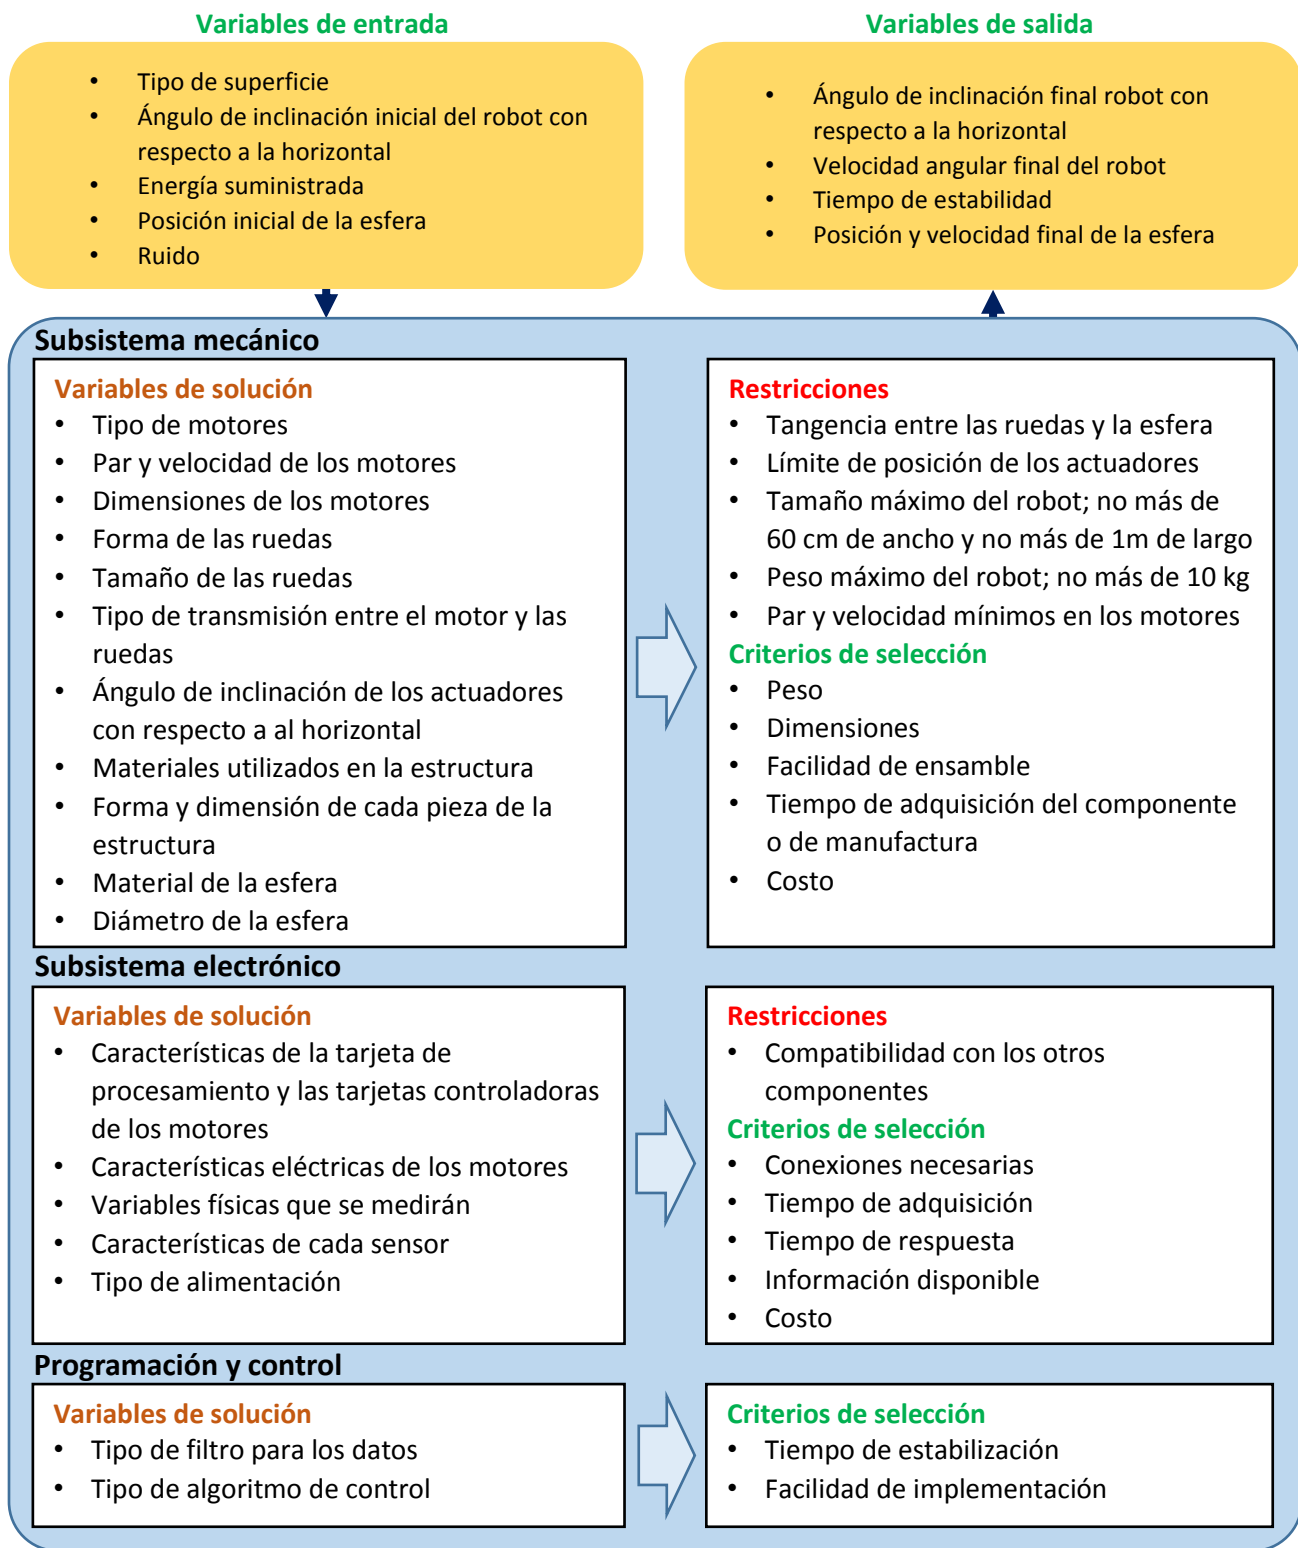 Variables de entrada
• Tipo de superficie
• Ángulo de inclinación inicial del robot con
respecto a la horizontal
• Energía suministrada
• Posición inicial de la esfera
• Ruido
Variables de salida
• Ángulo de inclinación final robot con
respecto a la horizontal
• Velocidad angular final del robot
• Tiempo de estabilidad
• Posición y velocidad final de la esfera
Subsistema mecánico
Variables de solución
• Tipo de motores
• Par y velocidad de los motores
• Dimensiones de los motores
• Forma de las ruedas
• Tamaño de las ruedas
• Tipo de transmisión entre el motor y las
ruedas
• Ángulo de inclinación de los actuadores
con respecto a al horizontal
• Materiales utilizados en la estructura
• Forma y dimensión de cada pieza de la
estructura
• Material de la esfera
• Diámetro de la esfera
Restricciones
• Tangencia entre las ruedas y la esfera
• Límite de posición de los actuadores
• Tamaño máximo del robot; no más de
60 cm de ancho y no más de 1m de largo
• Peso máximo del robot; no más de 10 kg
• Par y velocidad mínimos en los motores
Criterios de selección
• Peso
• Dimensiones
• Facilidad de ensamble
• Tiempo de adquisición del componente
o de manufactura
• Costo
Subsistema electrónico
Variables de solución
• Características de la tarjeta de
procesamiento y las tarjetas controladoras
de los motores
• Características eléctricas de los motores
• Variables físicas que se medirán
• Características de cada sensor
• Tipo de alimentación
Restricciones
• Compatibilidad con los otros
componentes
Criterios de selección
• Conexiones necesarias
• Tiempo de adquisición
• Tiempo de respuesta
• Información disponible
• Costo
Programación y control
Variables de solución
• Tipo de filtro para los datos
• Tipo de algoritmo de control
Criterios de selección
• Tiempo de estabilización
• Facilidad de implementación